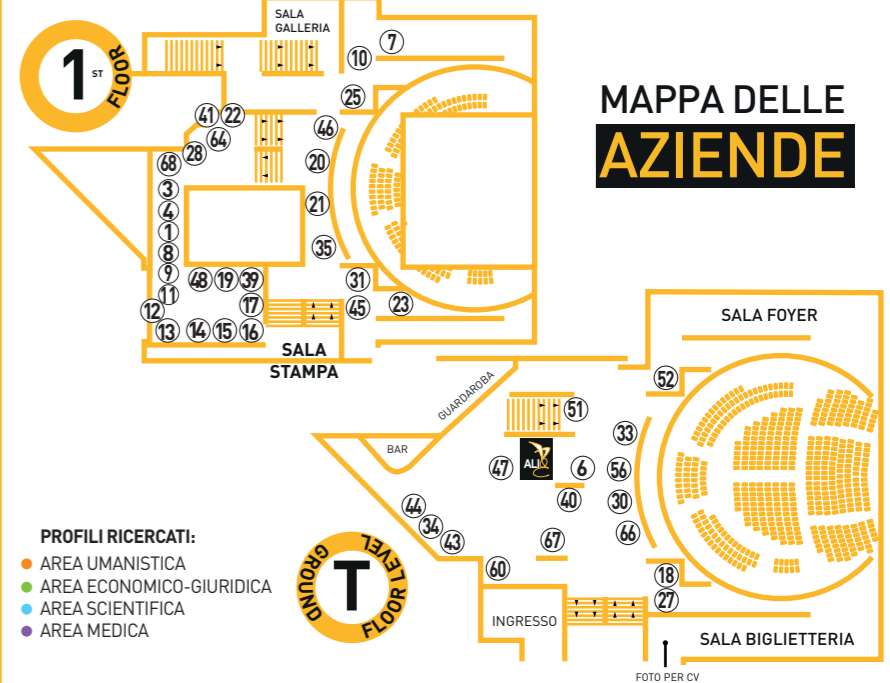 SALA
GALLERIA
1 ST
FLOOR
7
10
25
41 22
46
64
28
68
20
3
4
21
1
8
35
9
48 19 39
31
11
17
12
45
23
13 14 15 16
SALA
STAMPA
MAPPA DELLE
AZIENDE
SALA FOYER
GUARDAROBA
52
51
33
BAR
47
ALIG
6
56
40
30
44
34
66
43
67
60
18
27
INGRESSO
SALA BIGLIETTERIA
FOTO PER CV
GROUND
T
FLOOR LEVEL
PROFILI RICERCATI:
AREA UMANISTICA
AREA ECONOMICO-GIURIDICA
AREA SCIENTIFICA
AREA MEDICA